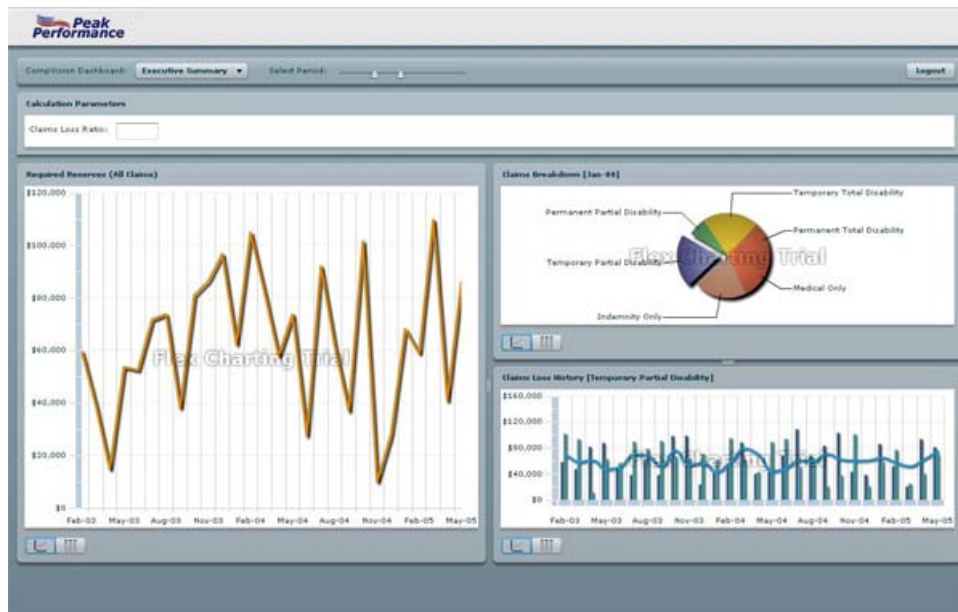 Peak
Performance
CompVision Dashboard:
Executive Summary
Select Period:
Logout
Calculation Parameters
Claims Loss Ratio:
Required Reserves (All Claims)
$120,000
$100,000
$80,000
$60,000
$40,000
$20,000
$0
Feb-03 May-03 Aug-03 Nov-03 Feb-04 May-04 Aug-04 Nov-04 Feb-05 May-05
Flex Charting Trial
Claims Breakdown [Jan-00]
Temporary Total Disability
Permanent Partial Disability
Permanent Total Disability
Temporary Partial Disability
Flex Charting Trial
Medical Only
Indemnity Only
Claims Loss History [Temporary Partial Disability]
$160,000
$120,000
$80,000
$40,000
$0
Flex Charting Trial
Feb-03 May-03 Aug-03 Nov-03 Feb-04 May-04 Aug-04 Nov-04 Feb-05 May-05